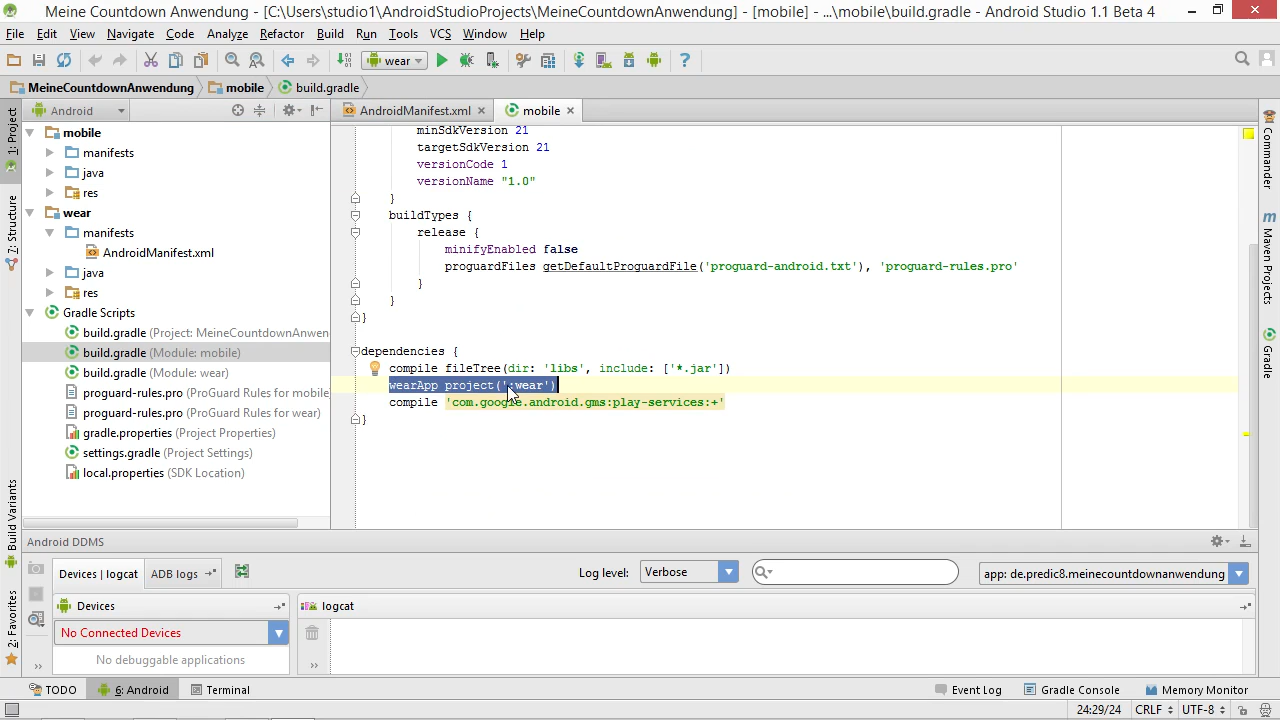 Meine Countdown Anwendung - [C:\Users\studio1\AndroidStudioProjects\MeineCountdownAnwendung] - [mobile] - ...\mobile\build.gradle - Android Studio 1.1 Beta 4
File Edit View Navigate Code Analyze Refactor Build Run Tools VCS Window Help
wear
MeineCountdownAnwendung mobile build.gradle
Android
AndroidManifest.xml
mobile
1: Project
7: Structure
Build Variants
2: Favorites
mobile
manifests
java
res
wear
manifests
AndroidManifest.xml
java
res
Gradle Scripts
build.gradle (Project: MeineCountdownAnwen
build.gradle (Module: mobile)
build.gradle (Module: wear)
proguard-rules.pro (ProGuard Rules for mobile
proguard-rules.pro (ProGuard Rules for wear)
gradle.properties (Project Properties)
settings.gradle (Project Settings)
local.properties (SDK Location)
minSdkVersion 21
targetSdkVersion 21
versionCode 1
versionName "1.0"
}
buildTypes {
release {
minifyEnabled false
proguardFiles getDefaultProguardFile('proguard-android.txt'), 'proguard-rules.pro'
}
}
}
dependencies {
compile fileTree(dir: 'libs', include: ['*.jar'])
wearApp project(':wear')
compile 'com.google.android.gms:play-services:+'
}
Commander
Maven Projects
Gradle
Android DDMS
Devices | logcat
ADB logs
Log level:
Verbose
app: de.predic8.meinecountdownanwendung
Devices
logcat
No Connected Devices
No debuggable applications
TODO
6: Android
Terminal
Event Log
Gradle Console
Memory Monitor
24:29/24 CRLF UTF-8